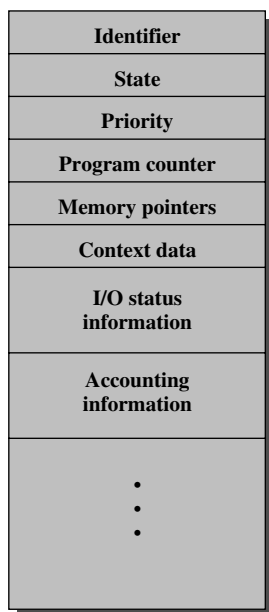 Identifier
State
Priority
Program counter
Memory pointers
Context data
I/O status
information
Accounting
information
•
•
•